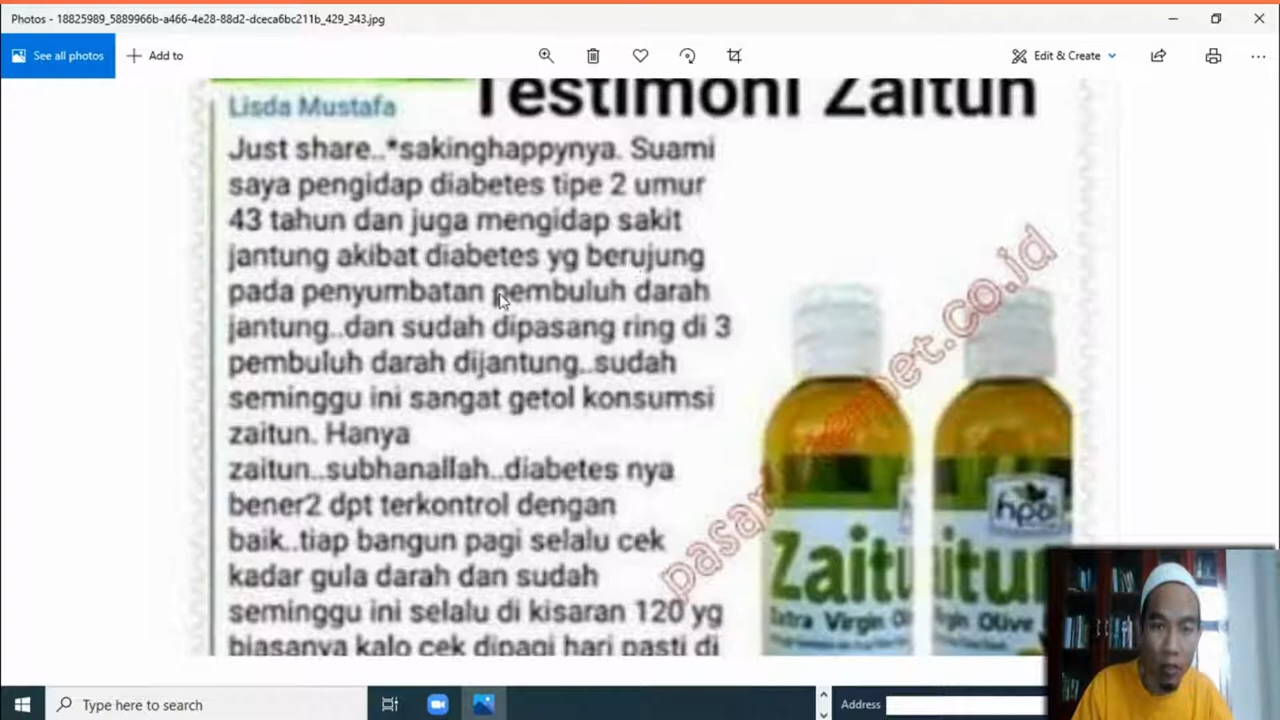 Photos - 18825989_5889966b-a466-4e28-88d2-dceca6bc211b_429_343.jpg
See all photos
Add to
Edit & Create
Testimoni Zaitun
Lisda Mustafa
Just share..*sakinghappynya. Suami
saya pengidap diabetes tipe 2 umur
43 tahun dan juga mengidap sakit
jantung akibat diabetes yg berujung
pada penyumbatan pembuluh darah
jantung..dan sudah dipasang ring di 3
pembuluh darah dijantung..sudah
seminggu ini sangat getol konsumsi
zaitun. Hanya
zaitun..subhanallah..diabetes nya
bener2 dpt terkontrol dengan
baik..tiap bangun pagi selalu cek
kadar gula darah dan sudah
seminggu ini selalu di kisaran 120 yg
biasanya kalo cek dipagi hari pasti di
hpai
Zaitu
itun
Extra Virgin Oli
Virgin Olive
Type here to search
Address